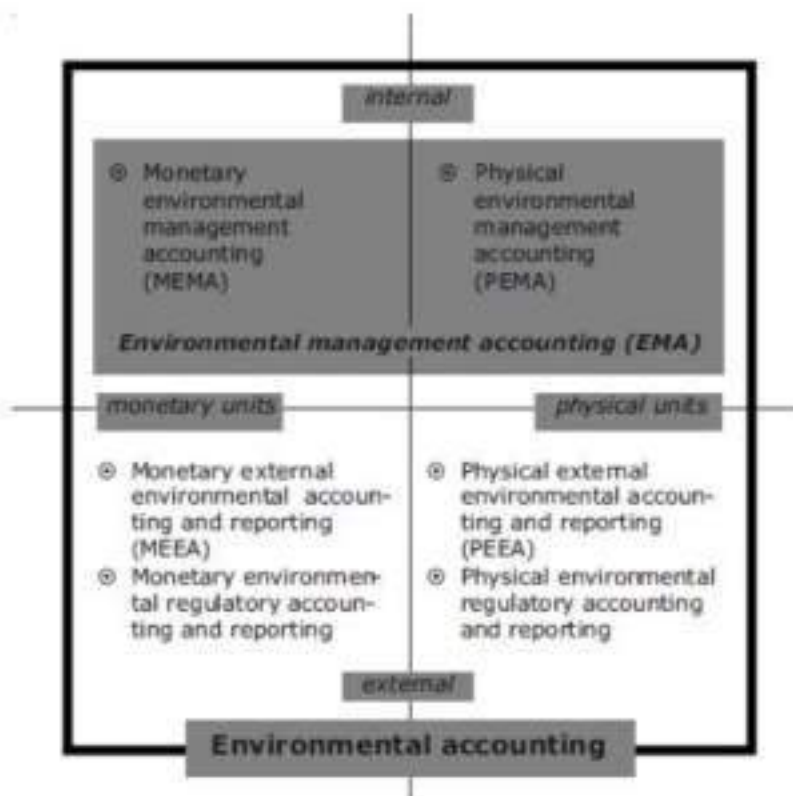 internal
⊙ Monetary
environmental
management
accounting
(MEMA)
⊙ Physical
environmental
management
accounting
(PEMA)
Environmental management accounting (EMA)
monetary units
physical units
⊙ Monetary external
environmental accoun-
ting and reporting
(MEEA)
⊙ Monetary environmen-
tal regulatory accoun-
ting and reporting
⊙ Physical external
environmental accoun-
ting and reporting
(PEEA)
⊙ Physical environmental
regulatory accounting
and reporting
external
Environmental accounting